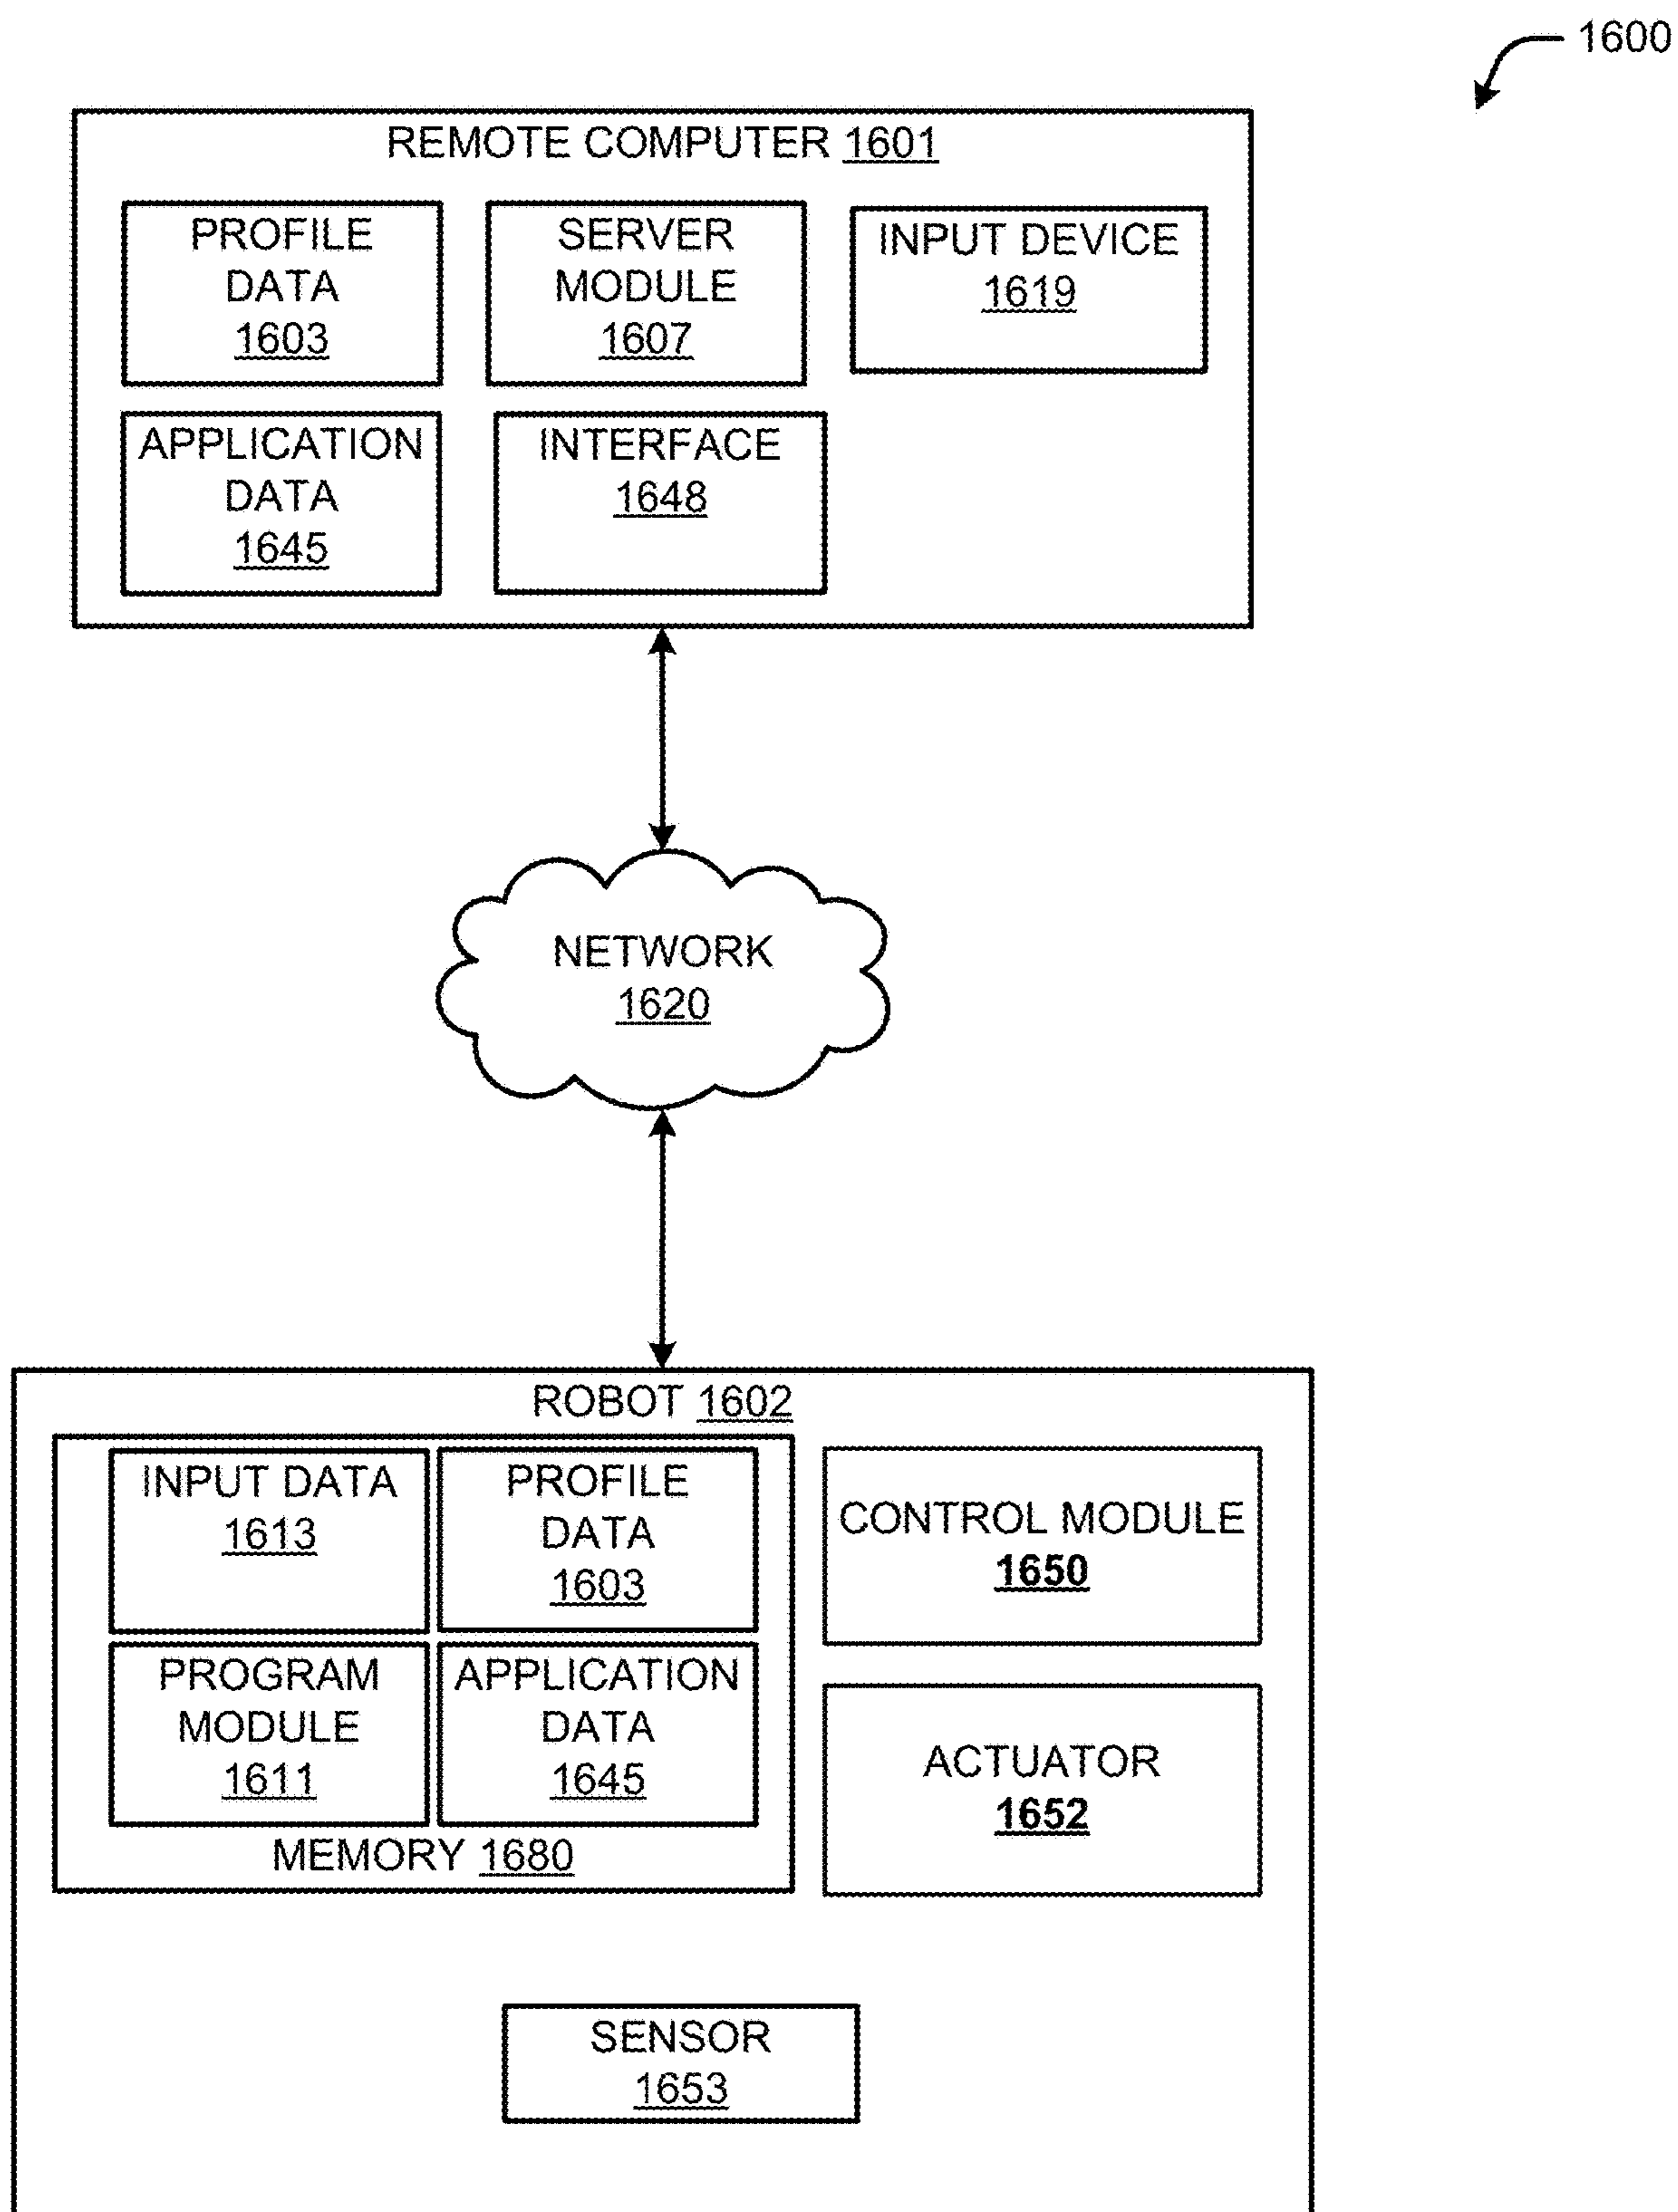 1600
REMOTE COMPUTER 1601
PROFILE
DATA
1603
SERVER
MODULE
1607
INPUT DEVICE
1619
APPLICATION
DATA
1645
INTERFACE
1648
NETWORK
1620
ROBOT 1602
INPUT DATA
1613
PROFILE
DATA
1603
PROGRAM
MODULE
1611
APPLICATION
DATA
1645
MEMORY 1680
CONTROL MODULE
1650
ACTUATOR
1652
SENSOR
1653